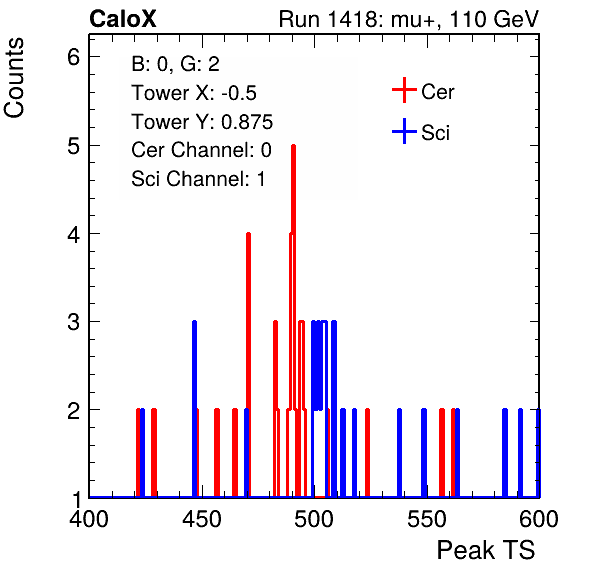 CaloX Run 1418: mu+, 110 GeV
Counts
B: 0, G: 2
Tower X: -0.5
Tower Y: 0.875
Cer Channel: 0
Sci Channel: 1
Cer
Sci
6
5
4
3
2
1
400 450 500 550 600
Peak TS